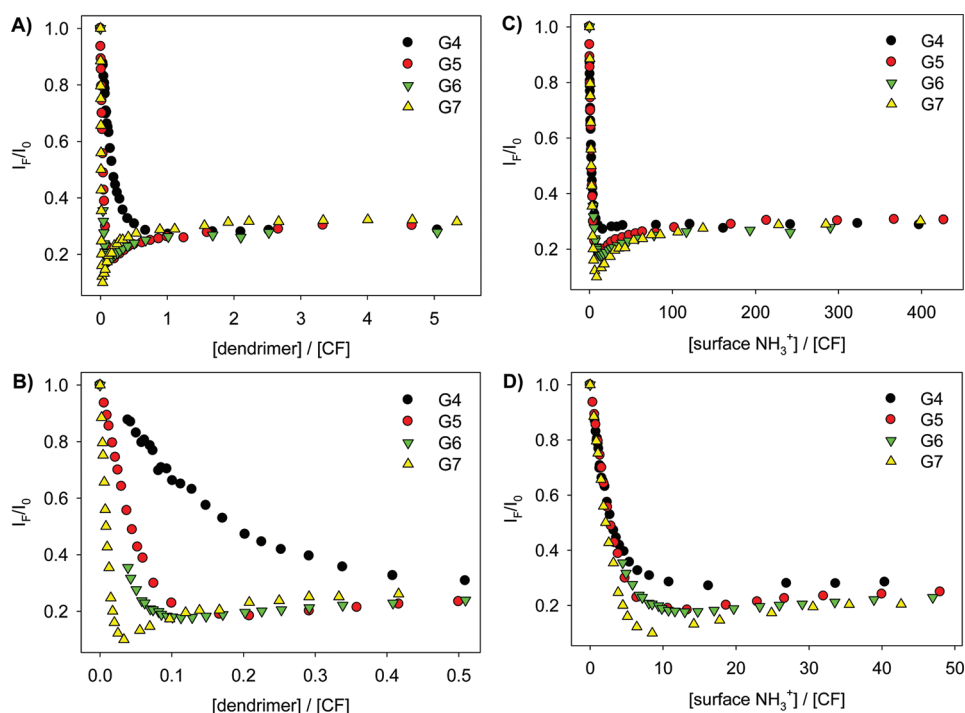 A)
I_F/I_0
1.0
0.8
0.6
0.4
0.2
0 1 2 3 4 5
[dendrimer] / [CF]
G4
G5
G6
G7
C)
I_F/I_0
1.0
0.8
0.6
0.4
0.2
0 100 200 300 400
[surface NH₃⁺] / [CF]
G4
G5
G6
G7
B)
I_F/I_0
1.0
0.8
0.6
0.4
0.2
0.0 0.1 0.2 0.3 0.4 0.5
[dendrimer] / [CF]
G4
G5
G6
G7
D)
I_F/I_0
1.0
0.8
0.6
0.4
0.2
0 10 20 30 40 50
[surface NH₃⁺] / [CF]
G4
G5
G6
G7